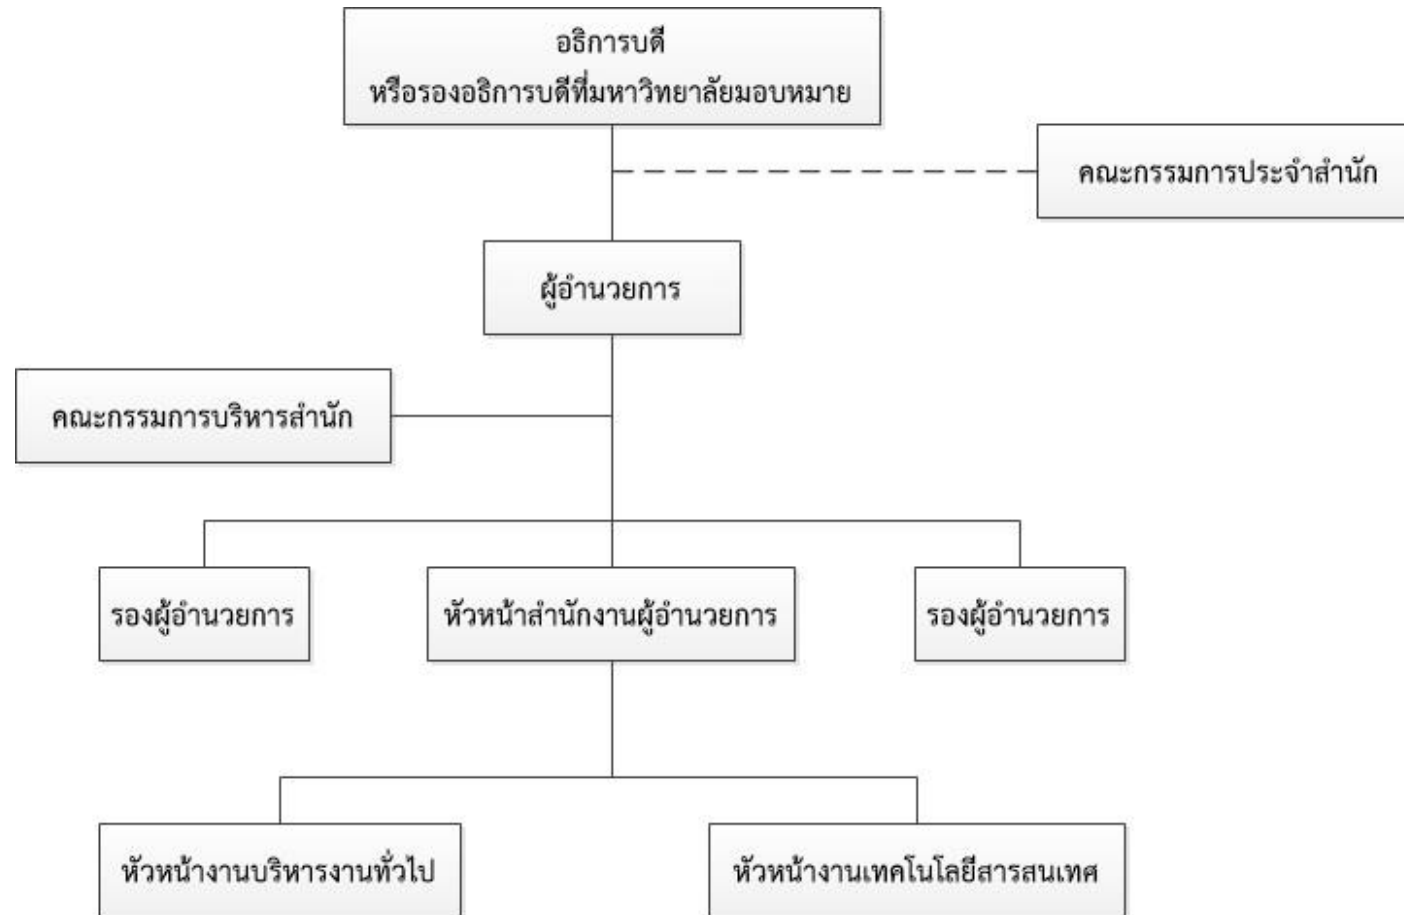 อธิการบดี
หรือรองอธิการบดีที่มหาวิทยาลัยมอบหมาย
คณะกรรมการประจำสำนัก
ผู้อำนวยการ
คณะกรรมการบริหารสำนัก
รองผู้อำนวยการ
หัวหน้าสำนักงานผู้อำนวยการ
รองผู้อำนวยการ
หัวหน้างานบริหารงานทั่วไป
หัวหน้างานเทคโนโลยีสารสนเทศ